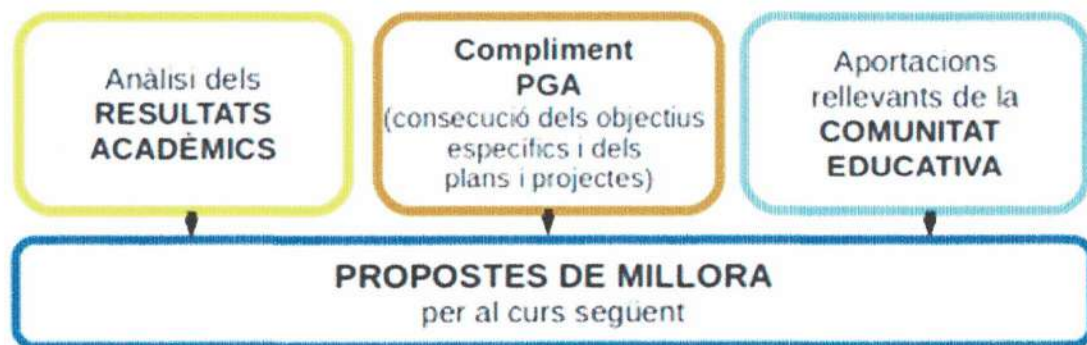 Anàlisi dels
RESULTATS
ACADÈMICS
Compliment
PGA
(consecució dels objectius
específics i dels
plans i projectes)
Aportacions
rellevants de la
COMUNITAT
EDUCATIVA
PROPOSTES DE MILLORA
per al curs següent